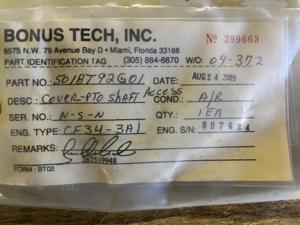 BONUS TECH, INC.
6575 N.W. 79 Avenue Bay D • Miami, Florida 33166
Nº 399663
PART IDENTIFICATION TAG (305) 884-6670 W/O: 09-372
PART NO.: 5018T92G01 DATE: AUG 24 2009
DESC.: COVER-PTO SHAFT Access COND.: A/R
SER. NO.: N-S-N QTY.: 1EA
ENG. TYPE: CF34-3A1 ENG. S/N: 807624
REMARKS:
FORM: BT02